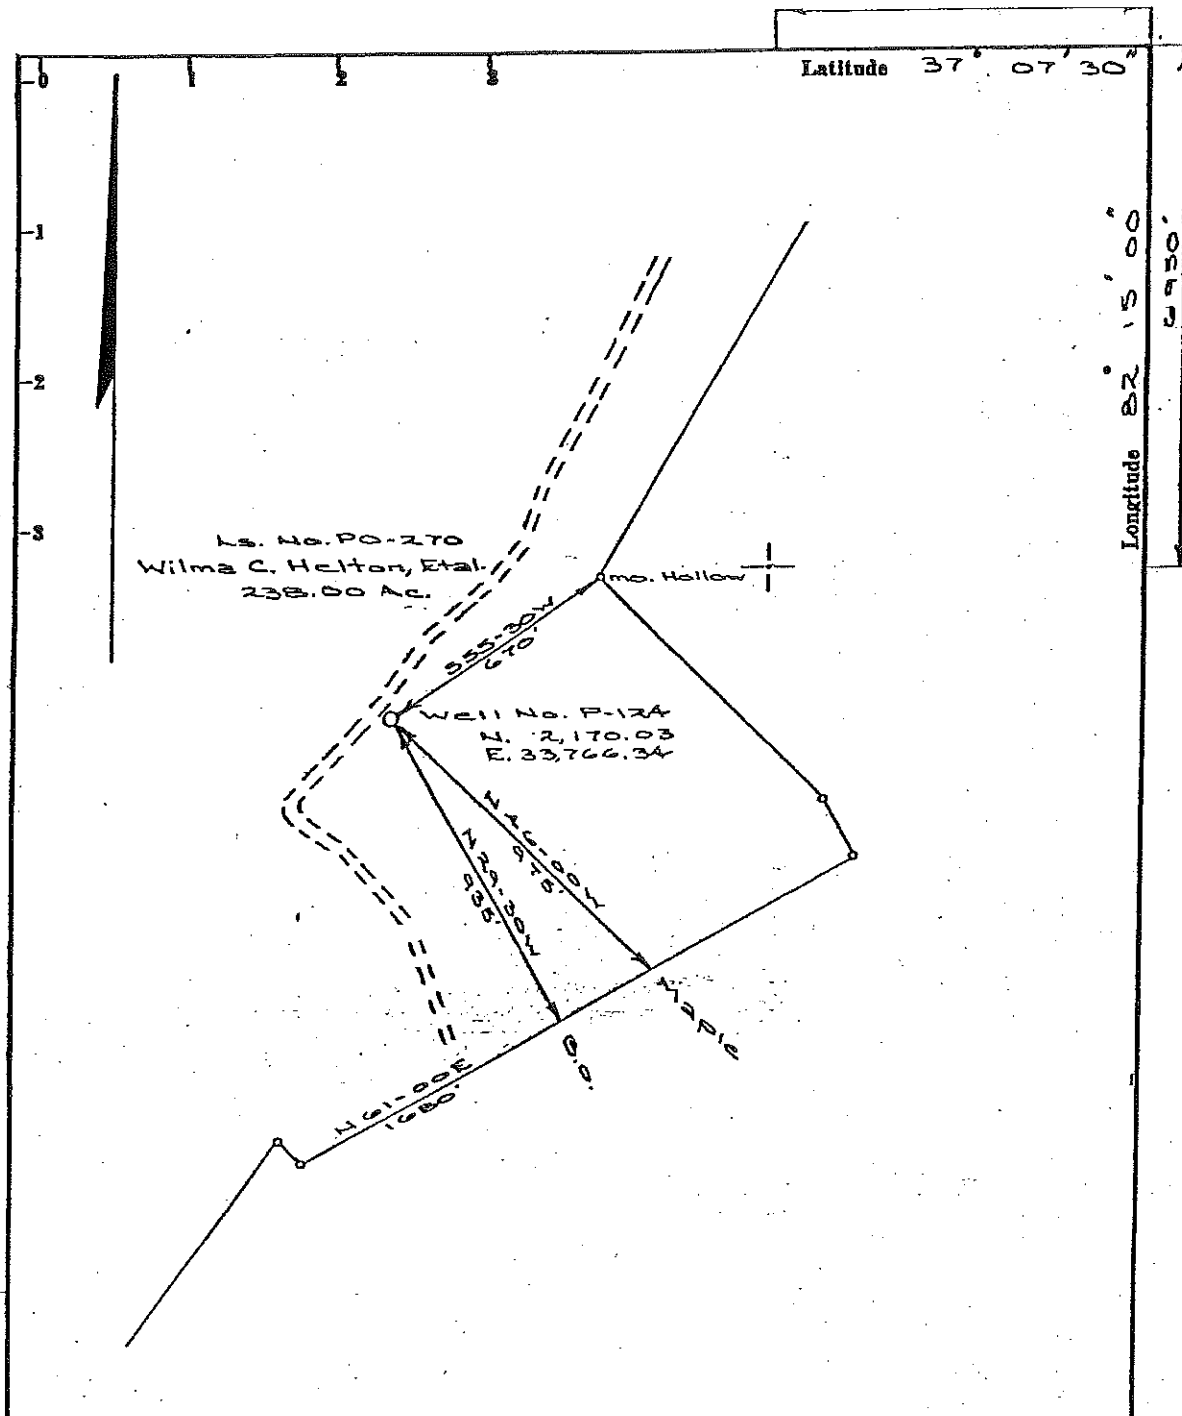 0 1 2 3
Latitude 37° 07' 30"
1
2
3
Longitude 82° 15' 00"
Ls. No. PO-270
Wilma C. Helton, Etal.
238.00 Ac.
mo. Hollow
S55-30W
670'
Well No. P-124
N. 2,170.03
E. 33,766.34
N46-00W
975'
N29-30W
935'
Maple
B.O.
N61-00E
1680'